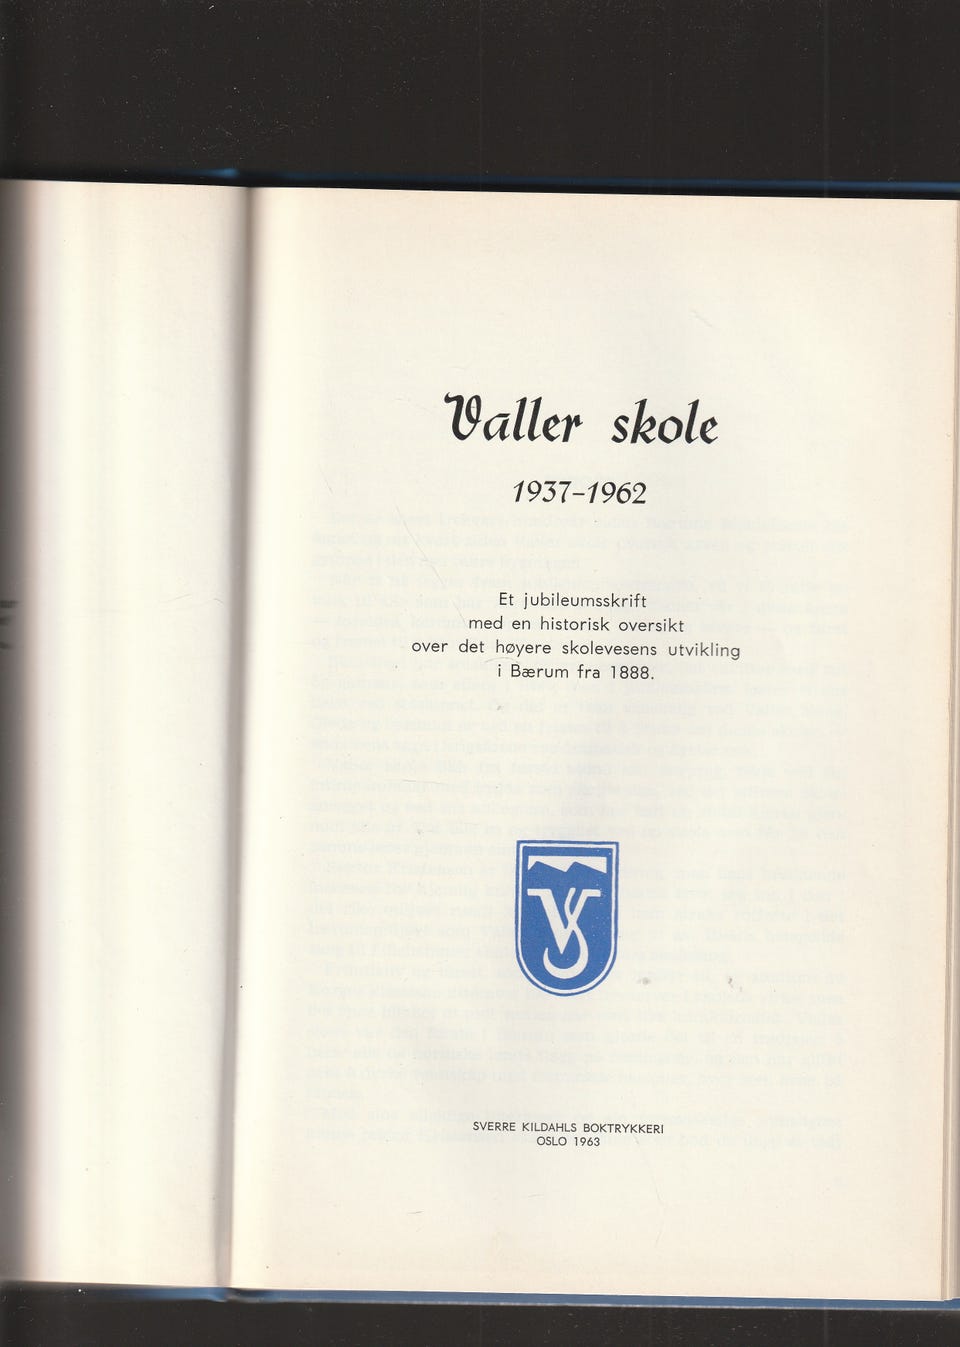 Valler skole
1937-1962
Et jubileumsskrift
med en historisk oversikt
over det høyere skolevesens utvikling
i Bærum fra 1888.
VS
SVERRE KILDAHLS BOKTRYKKERI
OSLO 1963